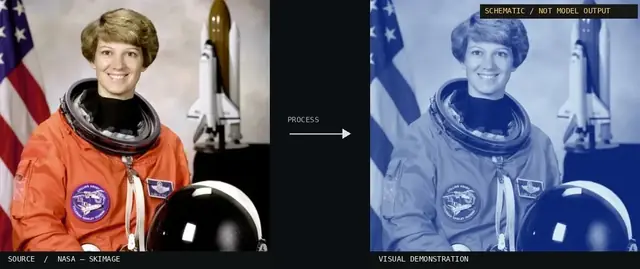 SCHEMATIC / NOT MODEL OUTPUT
PROCESS
SOURCE / NASA — SKIMAGE
VISUAL DEMONSTRATION